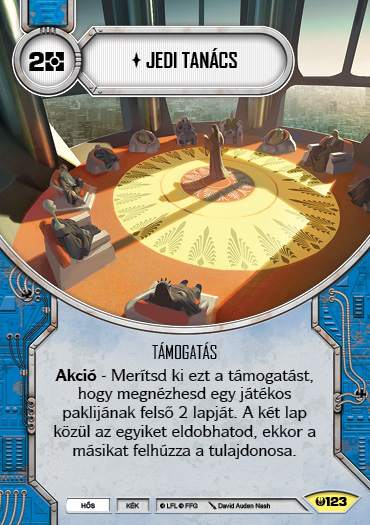 2
JEDI TANÁCS
TÁMOGATÁS
Akció - Merítsd ki ezt a támogatást,
hogy megnézhesd egy játékos
paklijának felső 2 lapját. A két lap
közül az egyiket eldobhatod, ekkor a
másikat felhúzza a tulajdonosa.
HŐS
KÉK
© LFL © FFG
David Auden Nash
123